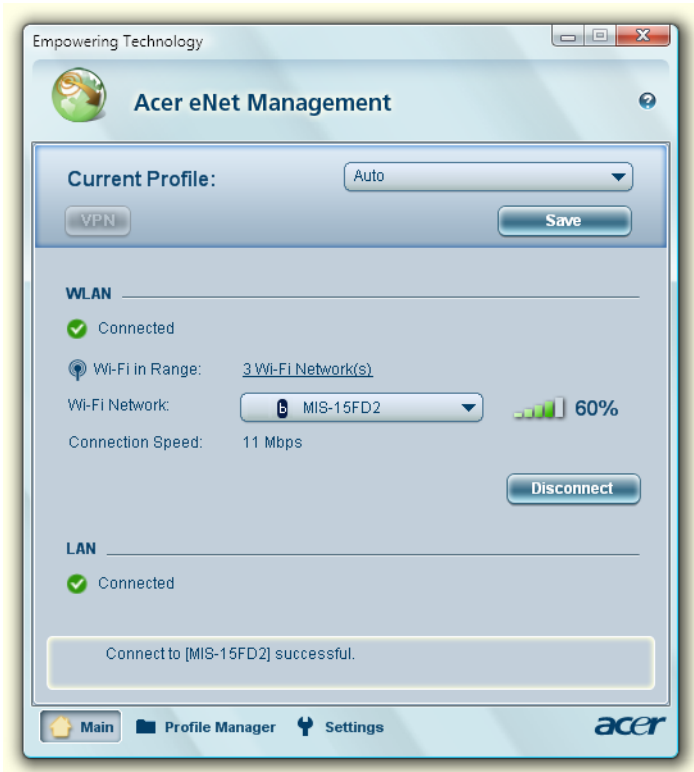 Empowering Technology
Acer eNet Management
Current Profile: Auto
VPN Save
WLAN
Connected
Wi-Fi in Range: 3 Wi-Fi Network(s)
Wi-Fi Network: b MIS-15FD2 60%
Connection Speed: 11 Mbps
Disconnect
LAN
Connected
Connect to [MIS-15FD2] successful.
Main Profile Manager Settings acer